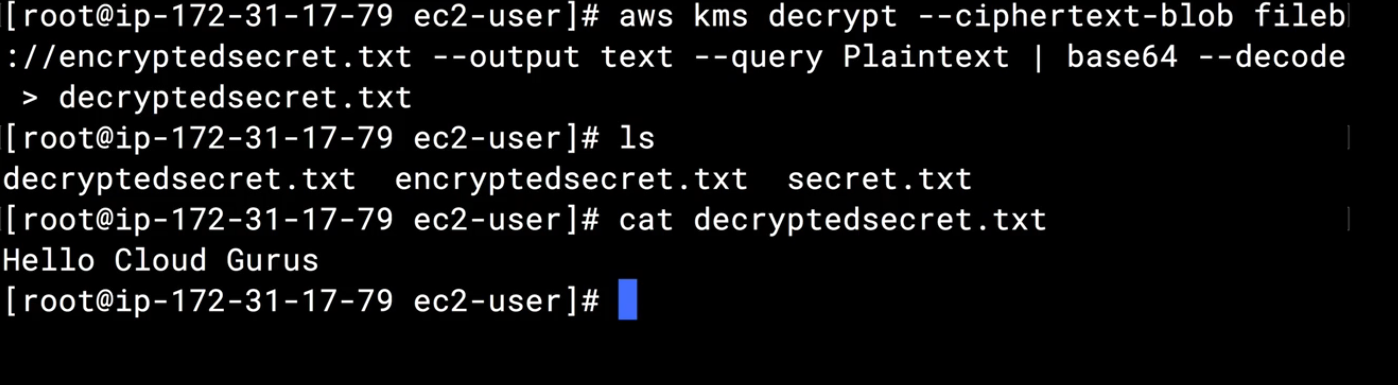 [root@ip-172-31-17-79 ec2-user]# aws kms decrypt --ciphertext-blob fileb
://encryptedsecret.txt --output text --query Plaintext | base64 --decode
 > decryptedsecret.txt
[root@ip-172-31-17-79 ec2-user]# ls
decryptedsecret.txt  encryptedsecret.txt  secret.txt
[root@ip-172-31-17-79 ec2-user]# cat decryptedsecret.txt
Hello Cloud Gurus
[root@ip-172-31-17-79 ec2-user]#